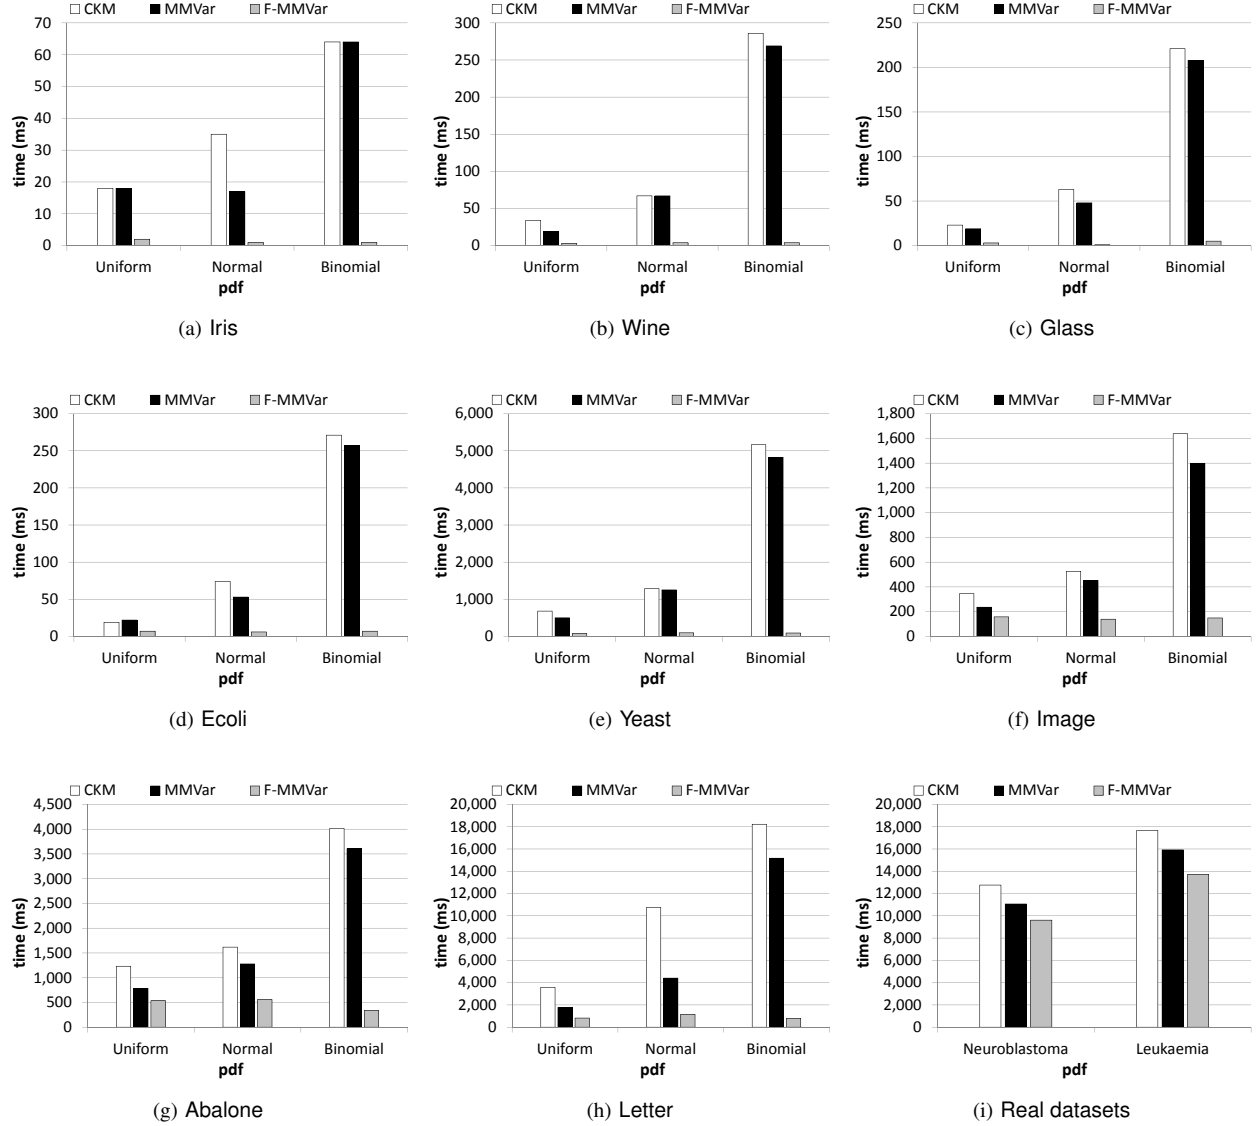 CKM MMVar F-MMVar
70
60
50
40
30
20
10
0
time (ms)
Uniform Normal Binomial
pdf
(a) Iris
CKM MMVar F-MMVar
300
250
200
150
100
50
0
time (ms)
Uniform Normal Binomial
pdf
(b) Wine
CKM MMVar F-MMVar
250
200
150
100
50
0
time (ms)
Uniform Normal Binomial
pdf
(c) Glass
CKM MMVar F-MMVar
300
250
200
150
100
50
0
time (ms)
Uniform Normal Binomial
pdf
(d) Ecoli
CKM MMVar F-MMVar
6,000
5,000
4,000
3,000
2,000
1,000
0
time (ms)
Uniform Normal Binomial
pdf
(e) Yeast
CKM MMVar F-MMVar
1,800
1,600
1,400
1,200
1,000
800
600
400
200
0
time (ms)
Uniform Normal Binomial
pdf
(f) Image
CKM MMVar F-MMVar
4,500
4,000
3,500
3,000
2,500
2,000
1,500
1,000
500
0
time (ms)
Uniform Normal Binomial
pdf
(g) Abalone
CKM MMVar F-MMVar
20,000
18,000
16,000
14,000
12,000
10,000
8,000
6,000
4,000
2,000
0
time (ms)
Uniform Normal Binomial
pdf
(h) Letter
CKM MMVar F-MMVar
20,000
18,000
16,000
14,000
12,000
10,000
8,000
6,000
4,000
2,000
0
time (ms)
Neuroblastoma Leukaemia
pdf
(i) Real datasets